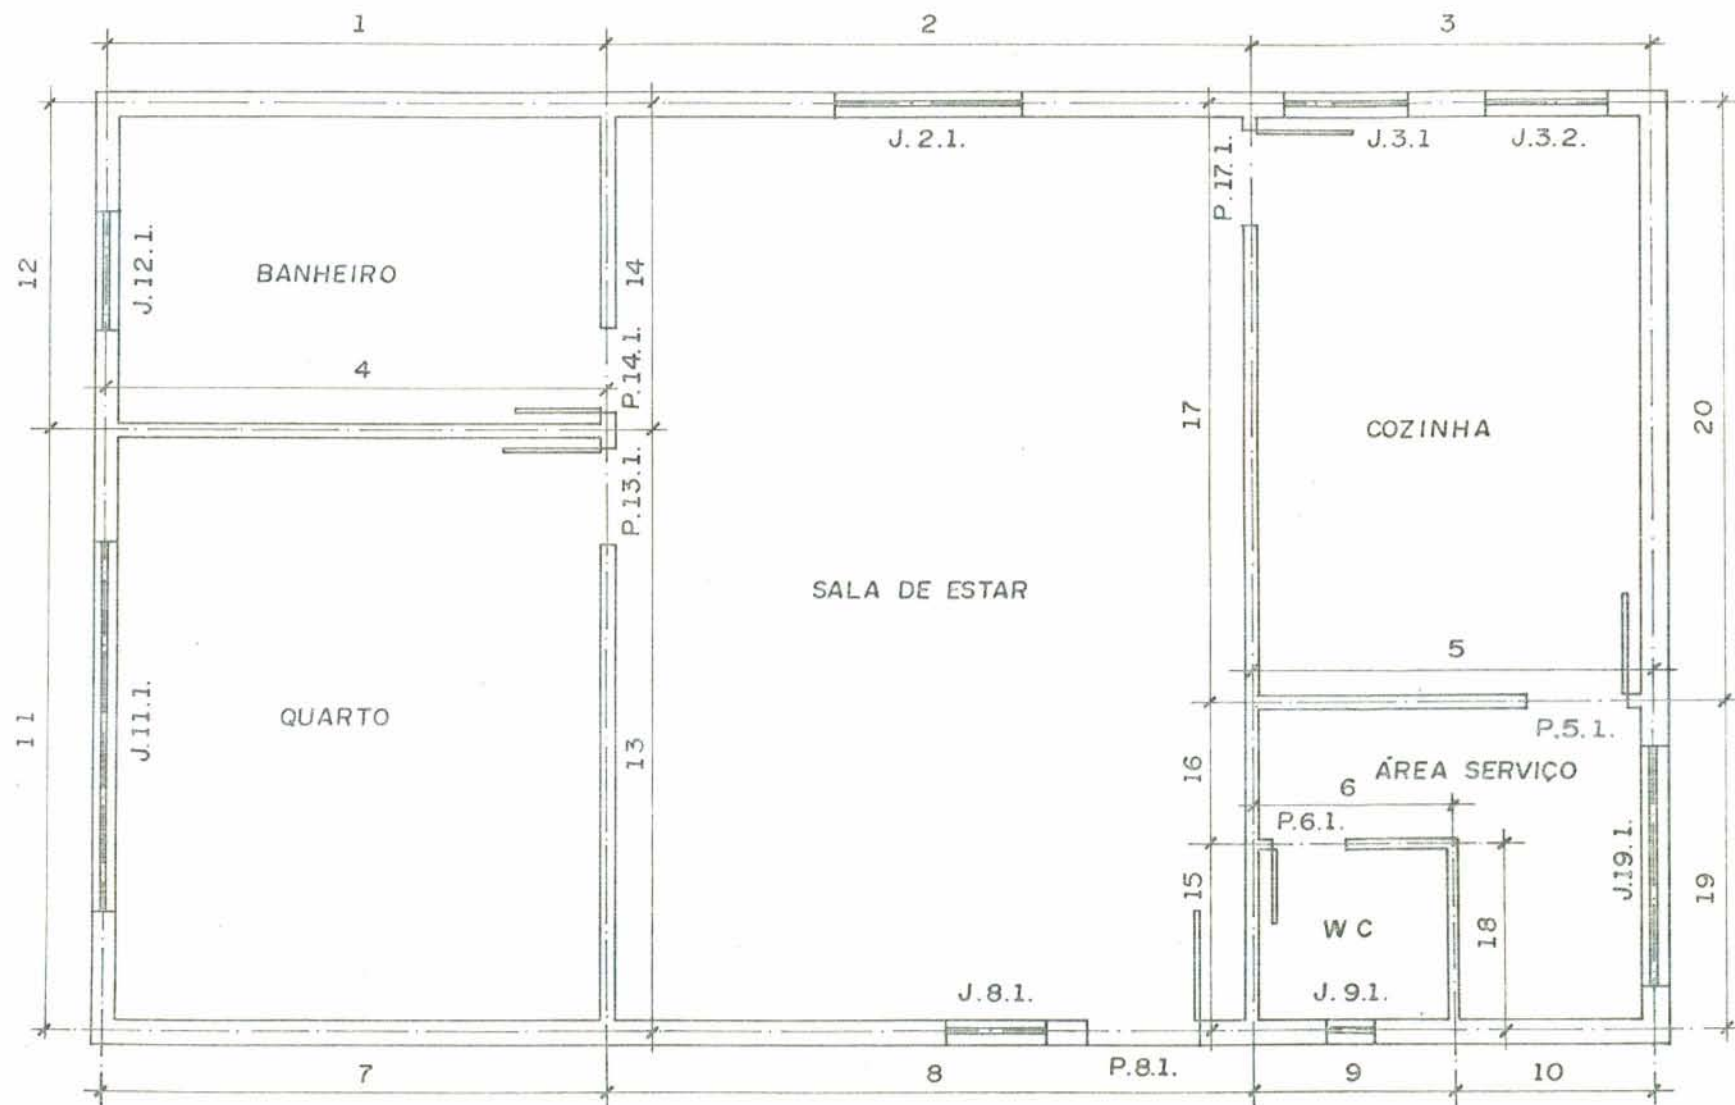 1
2
3
J.2.1.
J.3.1
J.3.2.
P.17.1.
12
J.12.1.
BANHEIRO
14
4
P.14.1.
17
COZINHA
20
P.13.1.
SALA DE ESTAR
5
11
J.11.1.
QUARTO
13
P.5.1.
16
ÁREA SERVIÇO
6
P.6.1.
J.19.1.
15
19
WC
18
J.8.1.
J.9.1.
7
8
P.8.1.
9
10